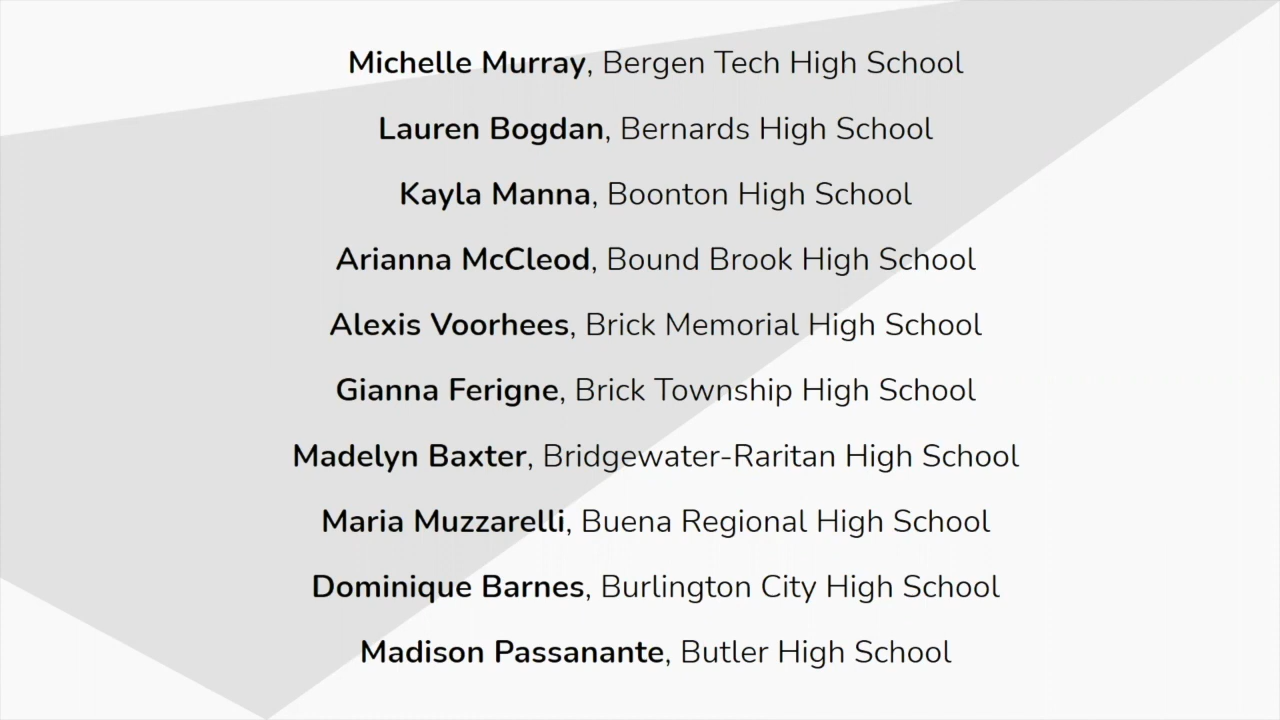 Michelle Murray, Bergen Tech High School
Lauren Bogdan, Bernards High School
Kayla Manna, Boonton High School
Arianna McCleod, Bound Brook High School
Alexis Voorhees, Brick Memorial High School
Gianna Ferigne, Brick Township High School
Madelyn Baxter, Bridgewater-Raritan High School
Maria Muzzarelli, Buena Regional High School
Dominique Barnes, Burlington City High School
Madison Passanante, Butler High School